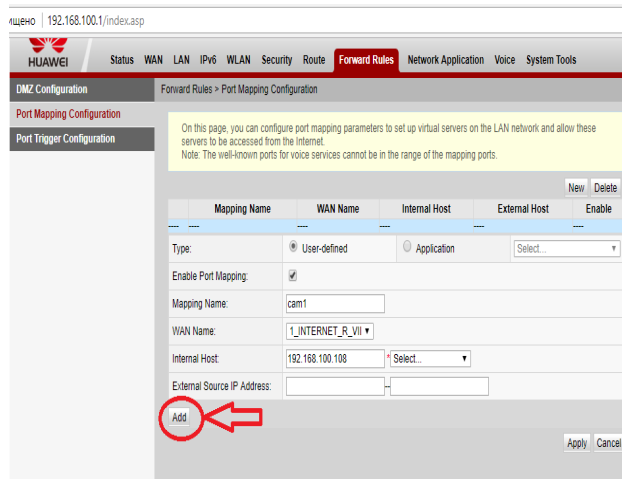 ищено 192.168.100.1/index.asp
HUAWEI
Status WAN LAN IPv6 WLAN Security Route Forward Rules Network Application Voice System Tools
DMZ Configuration
Port Mapping Configuration
Port Trigger Configuration
Forward Rules > Port Mapping Configuration
On this page, you can configure port mapping parameters to set up virtual servers on the LAN network and allow these
servers to be accessed from the Internet.
Note: The well-known ports for voice services cannot be in the range of the mapping ports.
New Delete
Mapping Name WAN Name Internal Host External Host Enable
---- ---- ---- ---- ---- ----
Type: User-defined Application Select...
Enable Port Mapping:
Mapping Name: cam1
WAN Name: 1_INTERNET_R_VII
Internal Host: 192.168.100.108 * Select...
External Source IP Address: --
Add
Apply Cancel